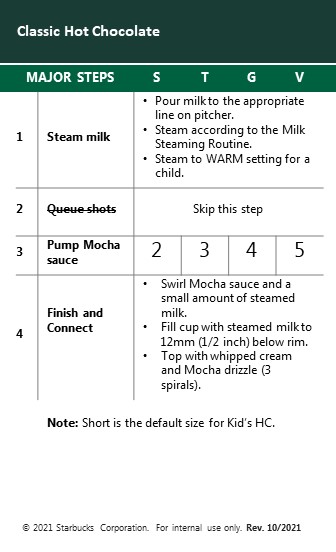 Classic Hot Chocolate
MAJOR STEPS S T G V
1 Steam milk
• Pour milk to the appropriate
line on pitcher.
• Steam according to the Milk
Steaming Routine.
• Steam to WARM setting for a
child.
2 Queue shots Skip this step
3 Pump Mocha
sauce
2 3 4 5
4 Finish and
Connect
• Swirl Mocha sauce and a
small amount of steamed
milk.
• Fill cup with steamed milk to
12mm (1/2 inch) below rim.
• Top with whipped cream
and Mocha drizzle (3
spirals).
Note: Short is the default size for Kid's HC.
© 2021 Starbucks Corporation. For internal use only. Rev. 10/2021